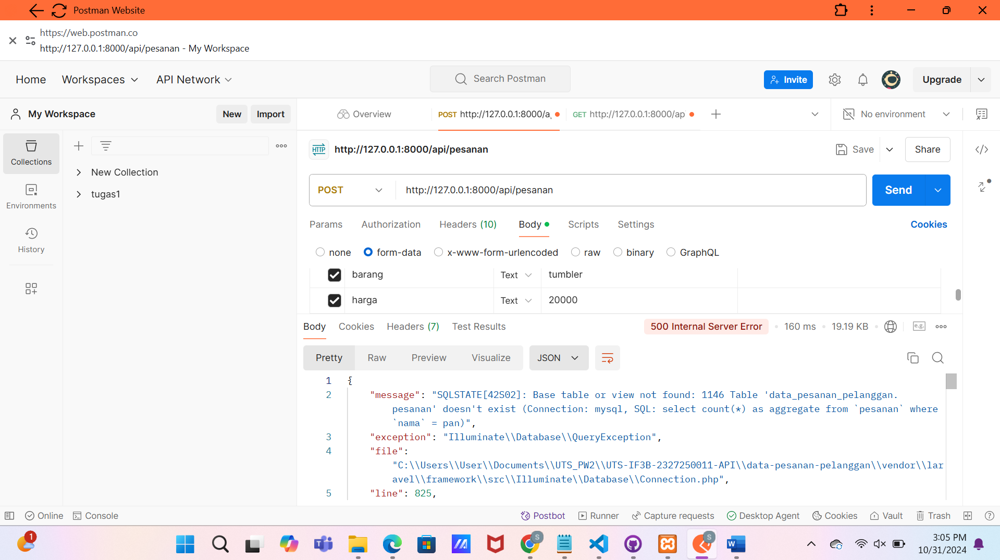 Postman Website
https://web.postman.co
http://127.0.0.1:8000/api/pesanan - My Workspace
Home Workspaces API Network Search Postman Invite Upgrade
My Workspace New Import Overview POST http://127.0.0.1:8000/a GET http://127.0.0.1:8000/ap No environment
Collections
Environments
History
New Collection
tugas1
HTTP http://127.0.0.1:8000/api/pesanan Save Share
POST http://127.0.0.1:8000/api/pesanan Send
Params Authorization Headers (10) Body Scripts Settings Cookies
none form-data x-www-form-urlencoded raw binary GraphQL
barang Text tumbler
harga Text 20000
Body Cookies Headers (7) Test Results 500 Internal Server Error 160 ms 19.19 KB e.g.
Pretty Raw Preview Visualize JSON
1 {
2 "message": "SQLSTATE[42S02]: Base table or view not found: 1146 Table 'data_pesanan_pelanggan.
pesanan' doesn't exist (Connection: mysql, SQL: select count(*) as aggregate from `pesanan` where
`nama` = pan)",
3 "exception": "Illuminate\\Database\\QueryException",
4 "file":
"C:\\Users\\User\\Documents\\UTS_PW2\\UTS-IF3B-2327250011-API\\data-pesanan-pelanggan\\vendor\\lar
avel\\framework\\src\\Illuminate\\Database\\Connection.php",
5 "line": 825,
Online Console Postbot Runner Capture requests Desktop Agent Cookies Vault Trash
1 S S 3:05 PM
10/31/2024